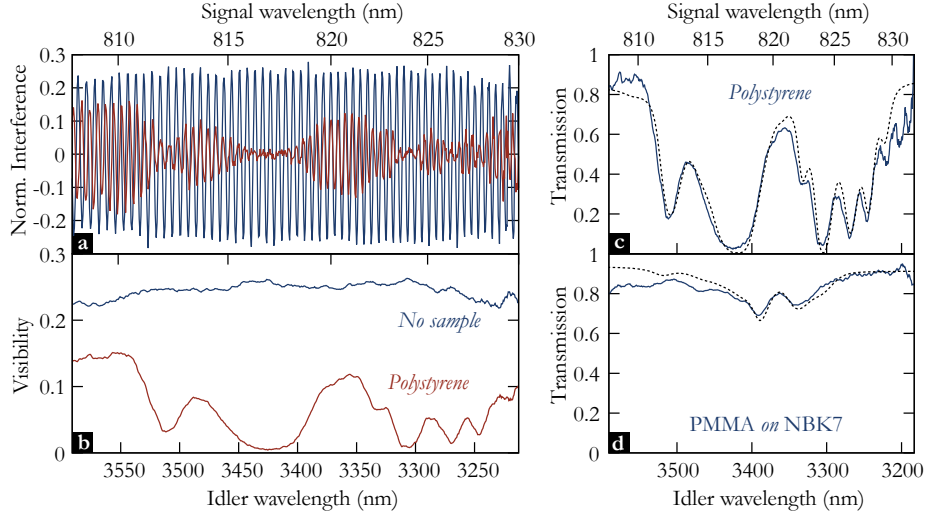 Signal wavelength (nm)
810 815 820 825 830
0.3
0.2
0.1
0
-0.1
-0.2
0.3
Norm. Interference
a
0.2
0.1
0
Visibility
No sample
Polystyrene
b
3550 3500 3450 3400 3350 3300 3250
Idler wavelength (nm)
Signal wavelength (nm)
810 815 820 825 830
1
0.8
0.6
0.4
0.2
1
Transmission
Polystyrene
c
0.8
0.6
0.4
0.2
0
Transmission
PMMA on NBK7
d
3500 3400 3300 3200
Idler wavelength (nm)